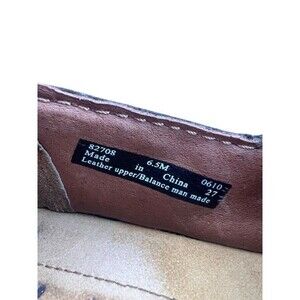 82708 6.5M 0610
Made in China 27
Leather upper/Balance man made